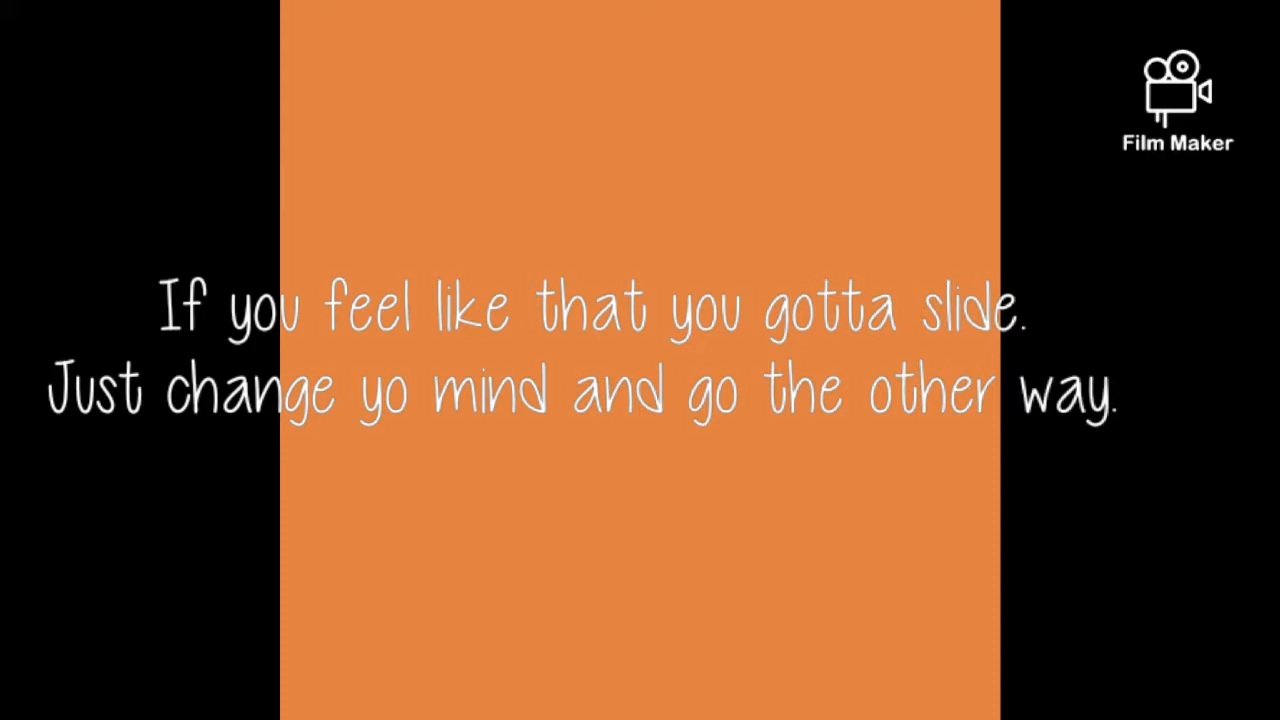 Film Maker
If you feel like that you gotta slide.
Just change yo mind and go the other way.